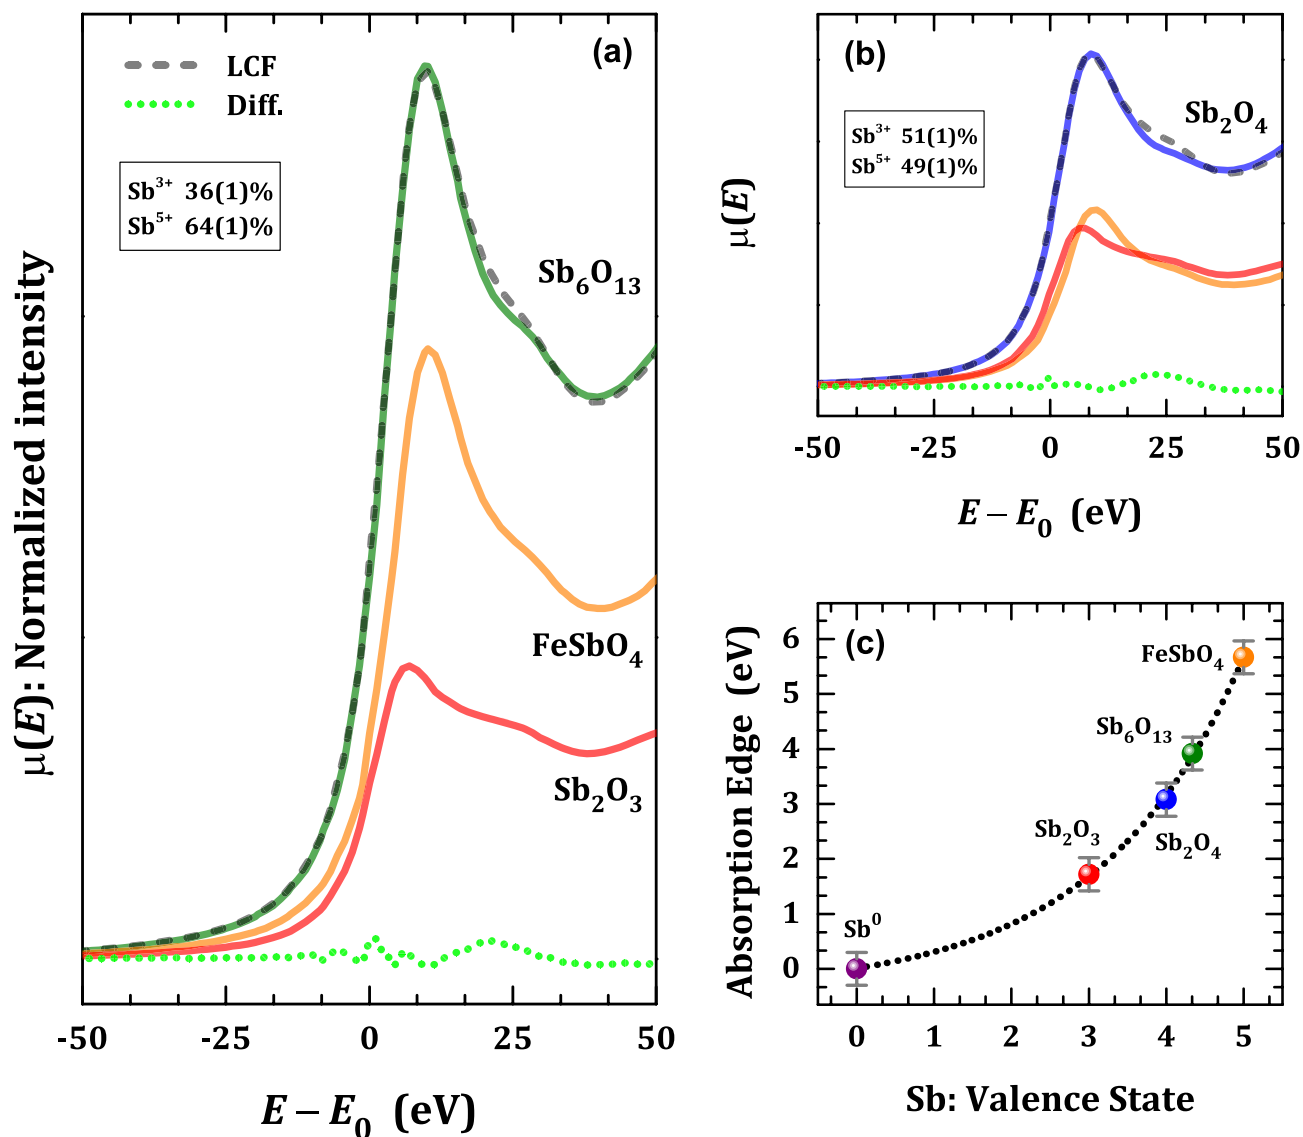 (a)
LCF
Diff.
Sb³⁺ 36(1)%
Sb⁵⁺ 64(1)%
Sb₆O₁₃
FeSbO₄
Sb₂O₃
μ(E): Normalized intensity
-50 -25 0 25 50
E – E₀ (eV)
(b)
Sb₂O₄
Sb³⁺ 51(1)%
Sb⁵⁺ 49(1)%
μ(E)
-50 -25 0 25 50
E – E₀ (eV)
(c)
FeSbO₄
Sb₆O₁₃
Sb₂O₃
Sb₂O₄
Sb⁰
Absorption Edge (eV)
6
5
4
3
2
1
0
0 1 2 3 4 5
Sb: Valence State